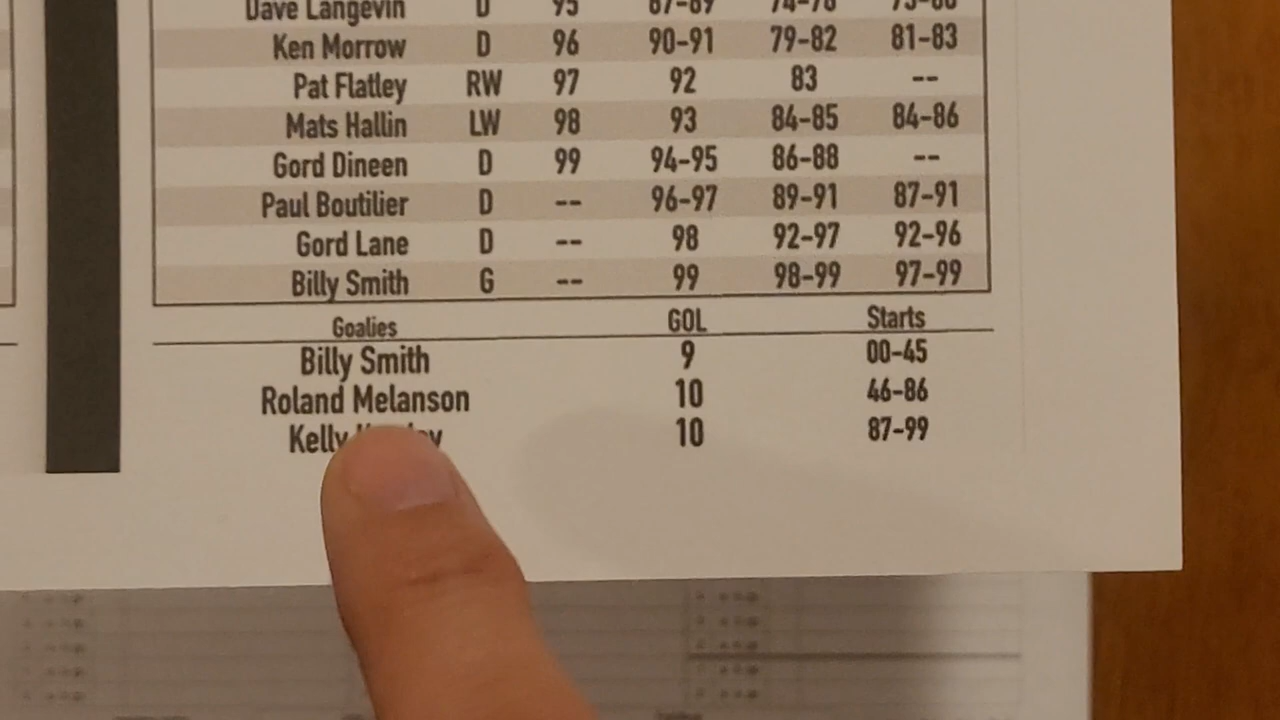 Dave Langevin D 95 87-89 74-78 73-80
Ken Morrow D 96 90-91 79-82 81-83
Pat Flatley RW 97 92 83 --
Mats Hallin LW 98 93 84-85 84-86
Gord Dineen D 99 94-95 86-88 --
Paul Boutilier D -- 96-97 89-91 87-91
Gord Lane D -- 98 92-97 92-96
Billy Smith G -- 99 98-99 97-99
Goalies GOL Starts
Billy Smith 9 00-45
Roland Melanson 10 46-86
Kelly 10 87-99